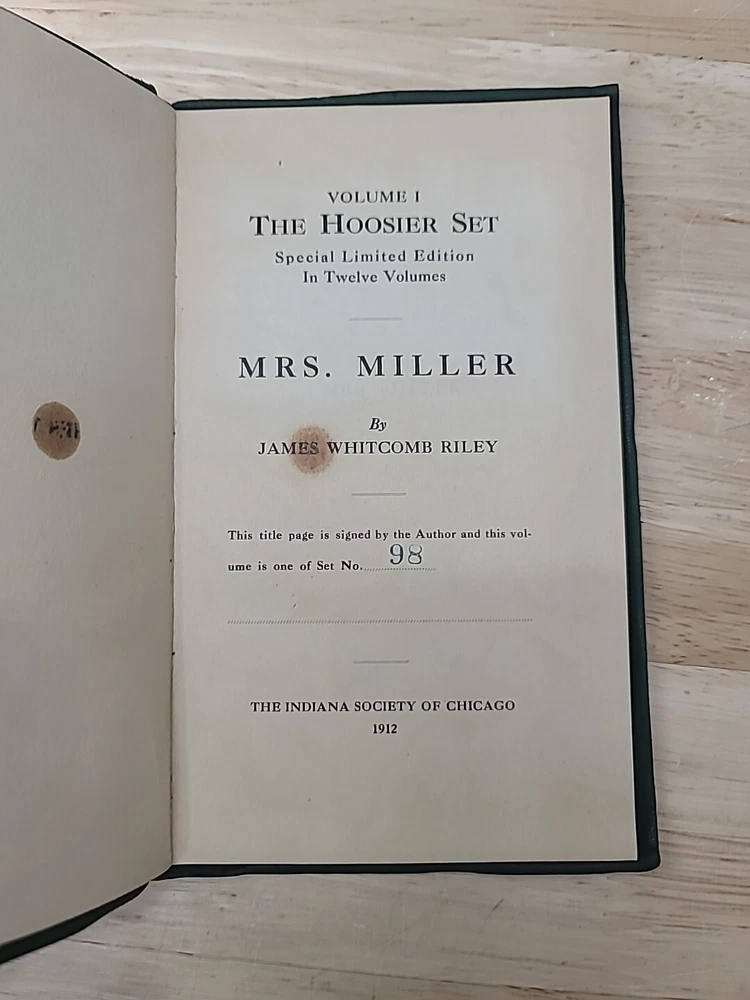 VOLUME I
THE HOOSIER SET
Special Limited Edition
In Twelve Volumes
MRS. MILLER
By
JAMES WHITCOMB RILEY
This title page is signed by the Author and this vol-
ume is one of Set No. 98
THE INDIANA SOCIETY OF CHICAGO
1912